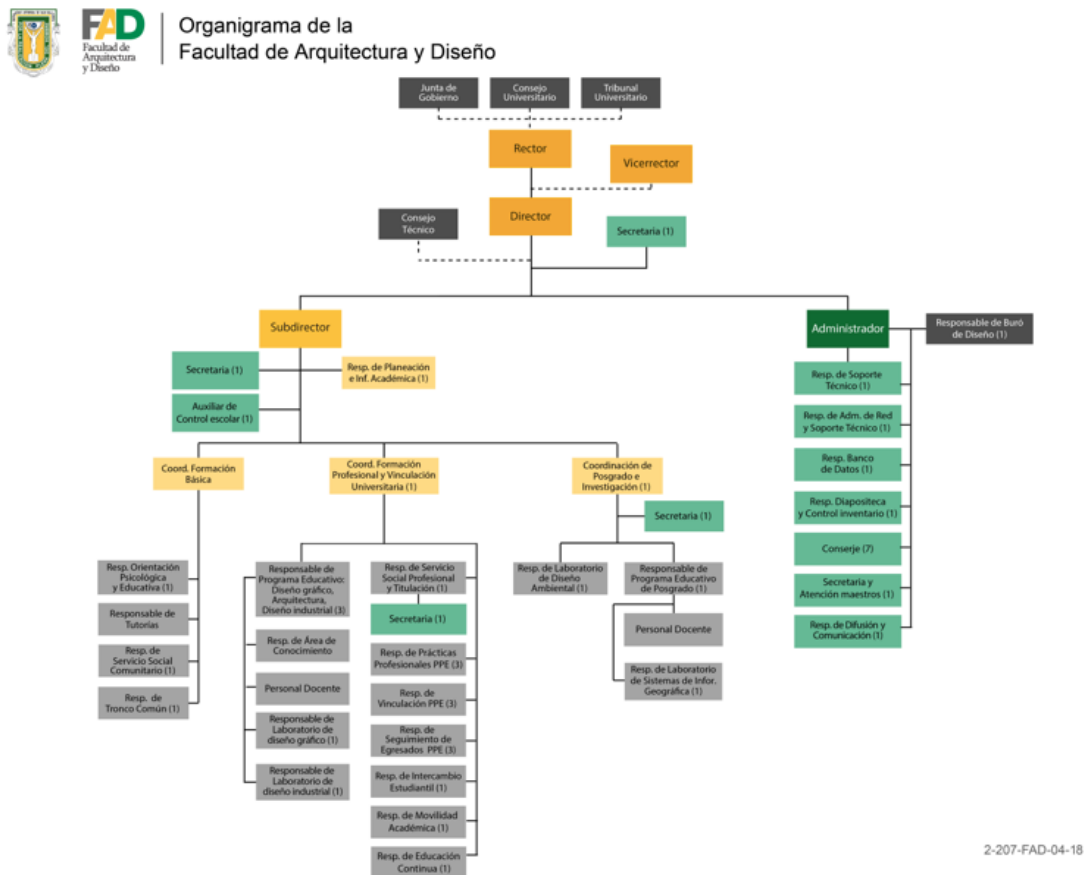 FAD
Facultad de
Arquitectura
y Diseño
Organigrama de la
Facultad de Arquitectura y Diseño
Junta de
Gobierno
Consejo
Universitario
Tribunal
Universitario
Rector
Vicerrector
Director
Consejo
Técnico
Secretaria (1)
Subdirector
Administrador
Responsable de Buró
de Diseño (1)
Secretaria (1)
Resp. de Planeación
e Inf. Académica (1)
Auxiliar de
Control escolar (1)
Resp. de Soporte
Técnico (1)
Resp. de Adm. de Red
y Soporte Técnico (1)
Resp. Banco
de Datos (1)
Resp. Diapositeca
y Control inventario (1)
Conserje (7)
Secretaria y
Atención maestros (1)
Resp. de Difusión y
Comunicación (1)
Coord. Formación
Básica
Coord. Formación
Profesional y Vinculación
Universitaria (1)
Coordinación de
Posgrado e
Investigación (1)
Secretaria (1)
Resp. Orientación
Psicológica
y Educativa (1)
Responsable de
Tutorías
Resp. de
Servicio Social
Comunitario (1)
Resp. de
Tronco Común (1)
Responsable de
Programa Educativo:
Diseño gráfico,
Arquitectura,
Diseño industrial (3)
Resp. de Área de
Conocimiento
Personal Docente
Responsable de
Laboratorio de
diseño gráfico (1)
Responsable de
Laboratorio de
diseño industrial (1)
Resp. de Servicio
Social Profesional
y Titulación (1)
Secretaria (1)
Resp. de Prácticas
Profesionales PPE (3)
Resp. de
Vinculación PPE (3)
Resp. de
Seguimiento de
Egresados PPE (3)
Resp. de Intercambio
Estudiantil (1)
Resp. de Movilidad
Académica (1)
Resp. de Educación
Continua (1)
Resp. de Laboratorio
de Diseño
Ambiental (1)
Responsable de
Programa Educativo
de Posgrado (1)
Personal Docente
Resp. de Laboratorio
de Sistemas de Infor.
Geográfica (1)
2-207-FAD-04-18